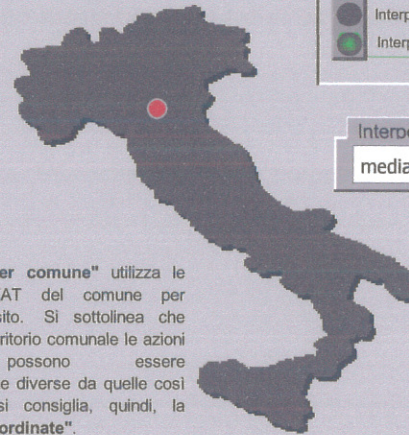 Interp
Interp
Interpo
media
er comune" utilizza le
AT del comune per
sito. Si sottolinea che
ritorio comunale le azioni
possono essere
e diverse da quelle così
si consiglia, quindi, la
ordinate".